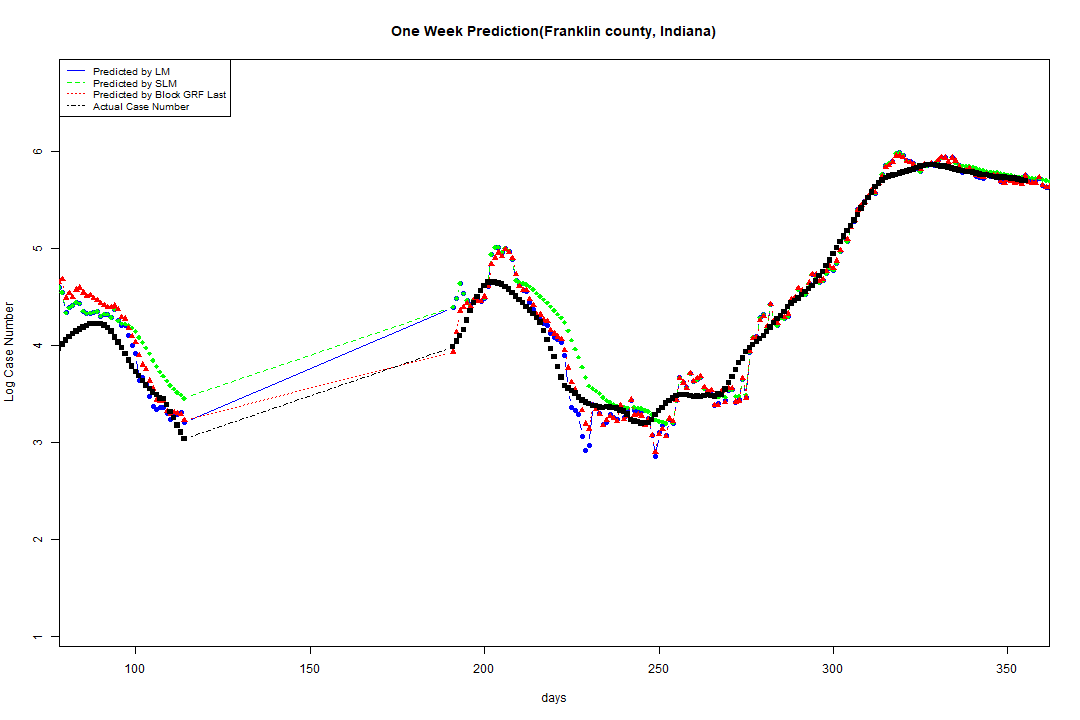 One Week Prediction(Franklin county, Indiana)
Predicted by LM
Predicted by SLM
Predicted by Block GRF Last
Actual Case Number
6
5
4
3
2
1
Log Case Number
100 150 200 250 300 350
days